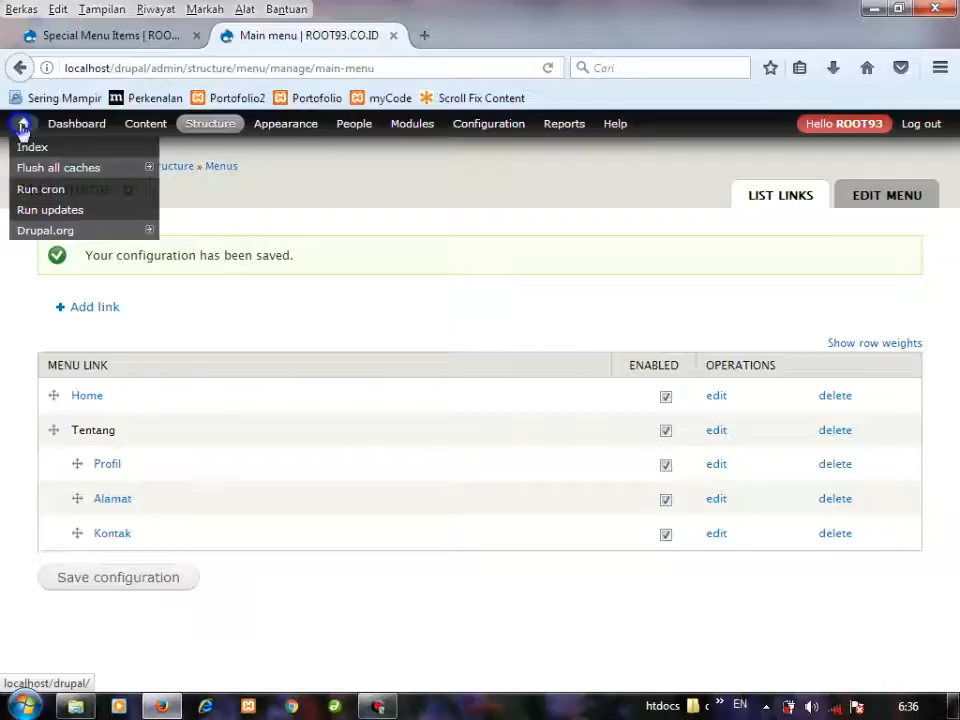 Berkas Edit Tampilan Riwayat Markah Alat Bantuan
Special Menu Items [ ROO...
Main menu | ROOT93.CO.ID
localhost/drupal/admin/structure/menu/manage/main-menu
Cari
Sering Mampir Perkenalan Portofolio2 Portofolio myCode Scroll Fix Content
Dashboard Content Structure Appearance People Modules Configuration Reports Help
Hello ROOT93 Log out
Index
Flush all caches
Run cron
Run updates
Drupal.org
ructure » Menus
LIST LINKS
EDIT MENU
Your configuration has been saved.
Add link
Show row weights
MENU LINK ENABLED OPERATIONS
Home edit delete
Tentang edit delete
Profil edit delete
Alamat edit delete
Kontak edit delete
Save configuration
localhost/drupal/
htdocs
EN
6:36